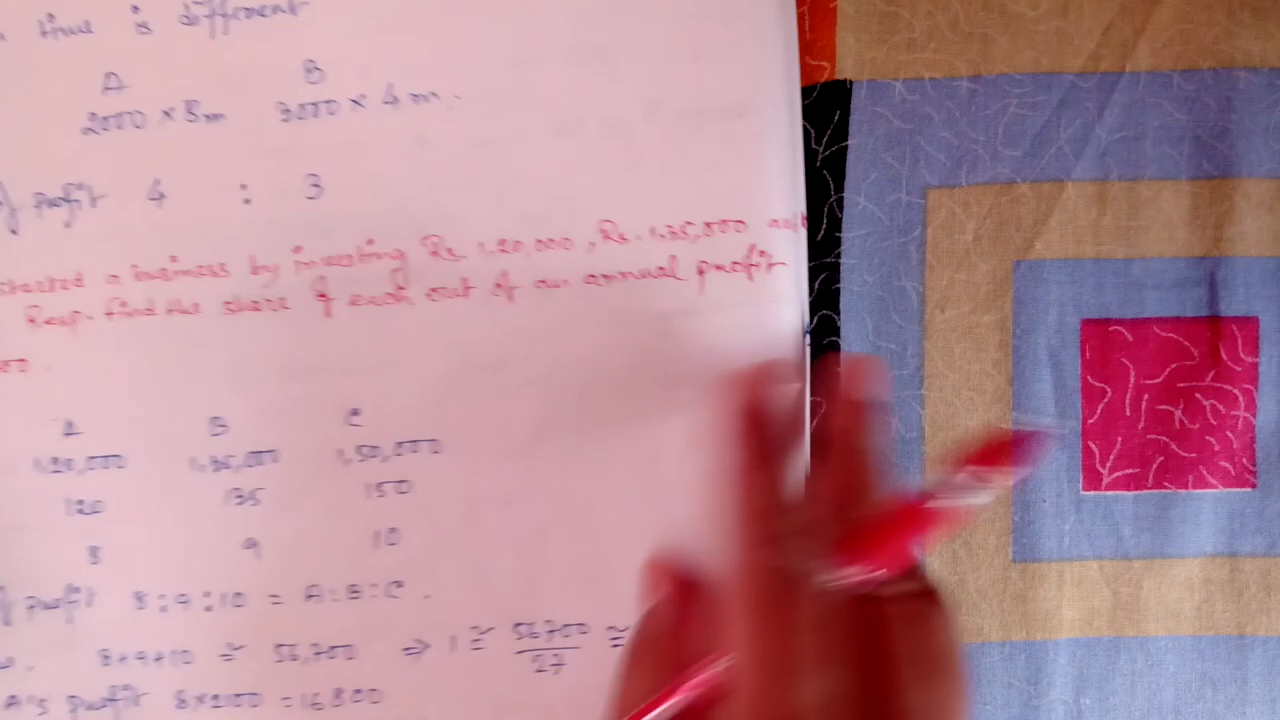 time is different
A B
2000 × 8m 3000 × 4 m.
of profit 4 : 3
started a business by investing Rs. 1,20,000, Rs. 1,35,000
Resp. find the share of each out of an annual profit
A B C
1,20,000 1,35,000 1,50,000
120 135 150
8 9 10
of profit 8:9:10 = A:B:C.
8+9+10 ≅ 56,700 ⇒ 1 ≅ 56700/27 ≅
A's profit 8×2100 = 16800